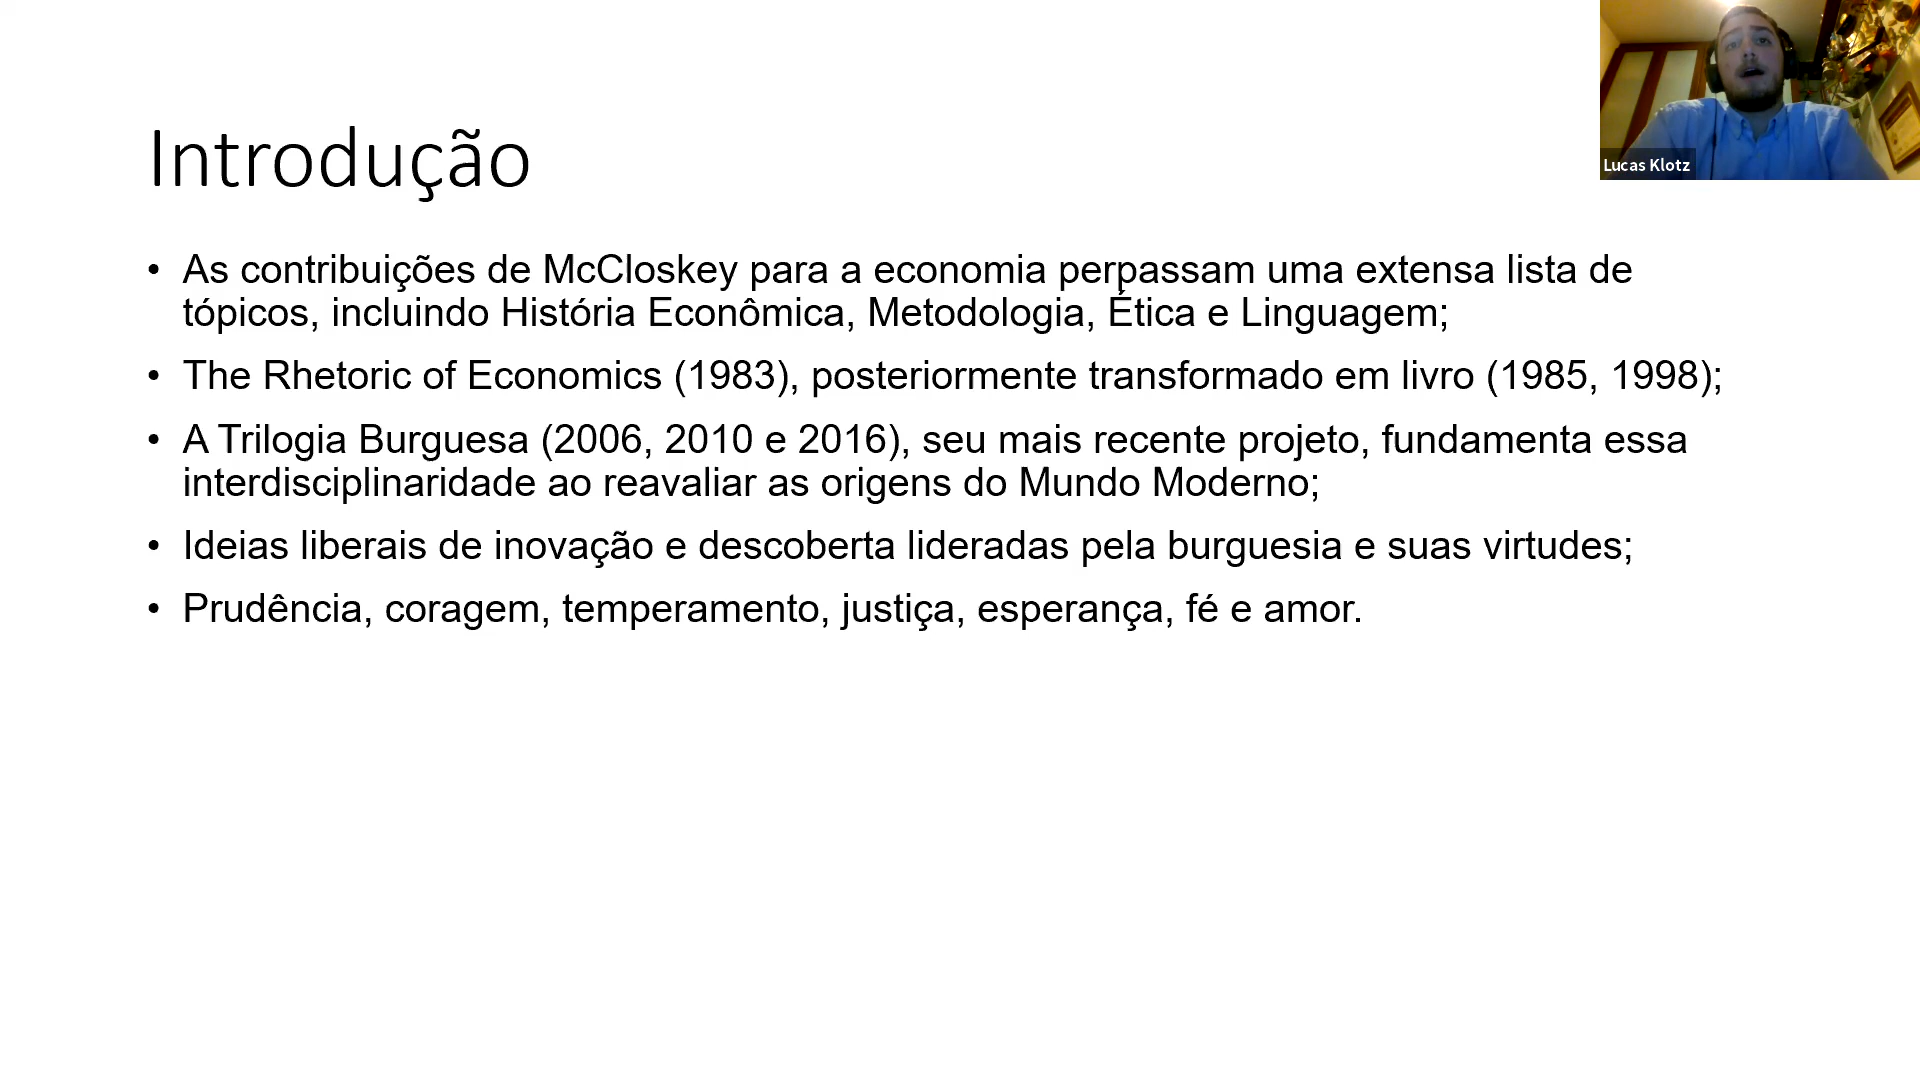 Introdução
Lucas Klotz
• As contribuições de McCloskey para a economia perpassam uma extensa lista de
tópicos, incluindo História Econômica, Metodologia, Ética e Linguagem;
• The Rhetoric of Economics (1983), posteriormente transformado em livro (1985, 1998);
• A Trilogia Burguesa (2006, 2010 e 2016), seu mais recente projeto, fundamenta essa
interdisciplinaridade ao reavaliar as origens do Mundo Moderno;
• Ideias liberais de inovação e descoberta lideradas pela burguesia e suas virtudes;
• Prudência, coragem, temperamento, justiça, esperança, fé e amor.